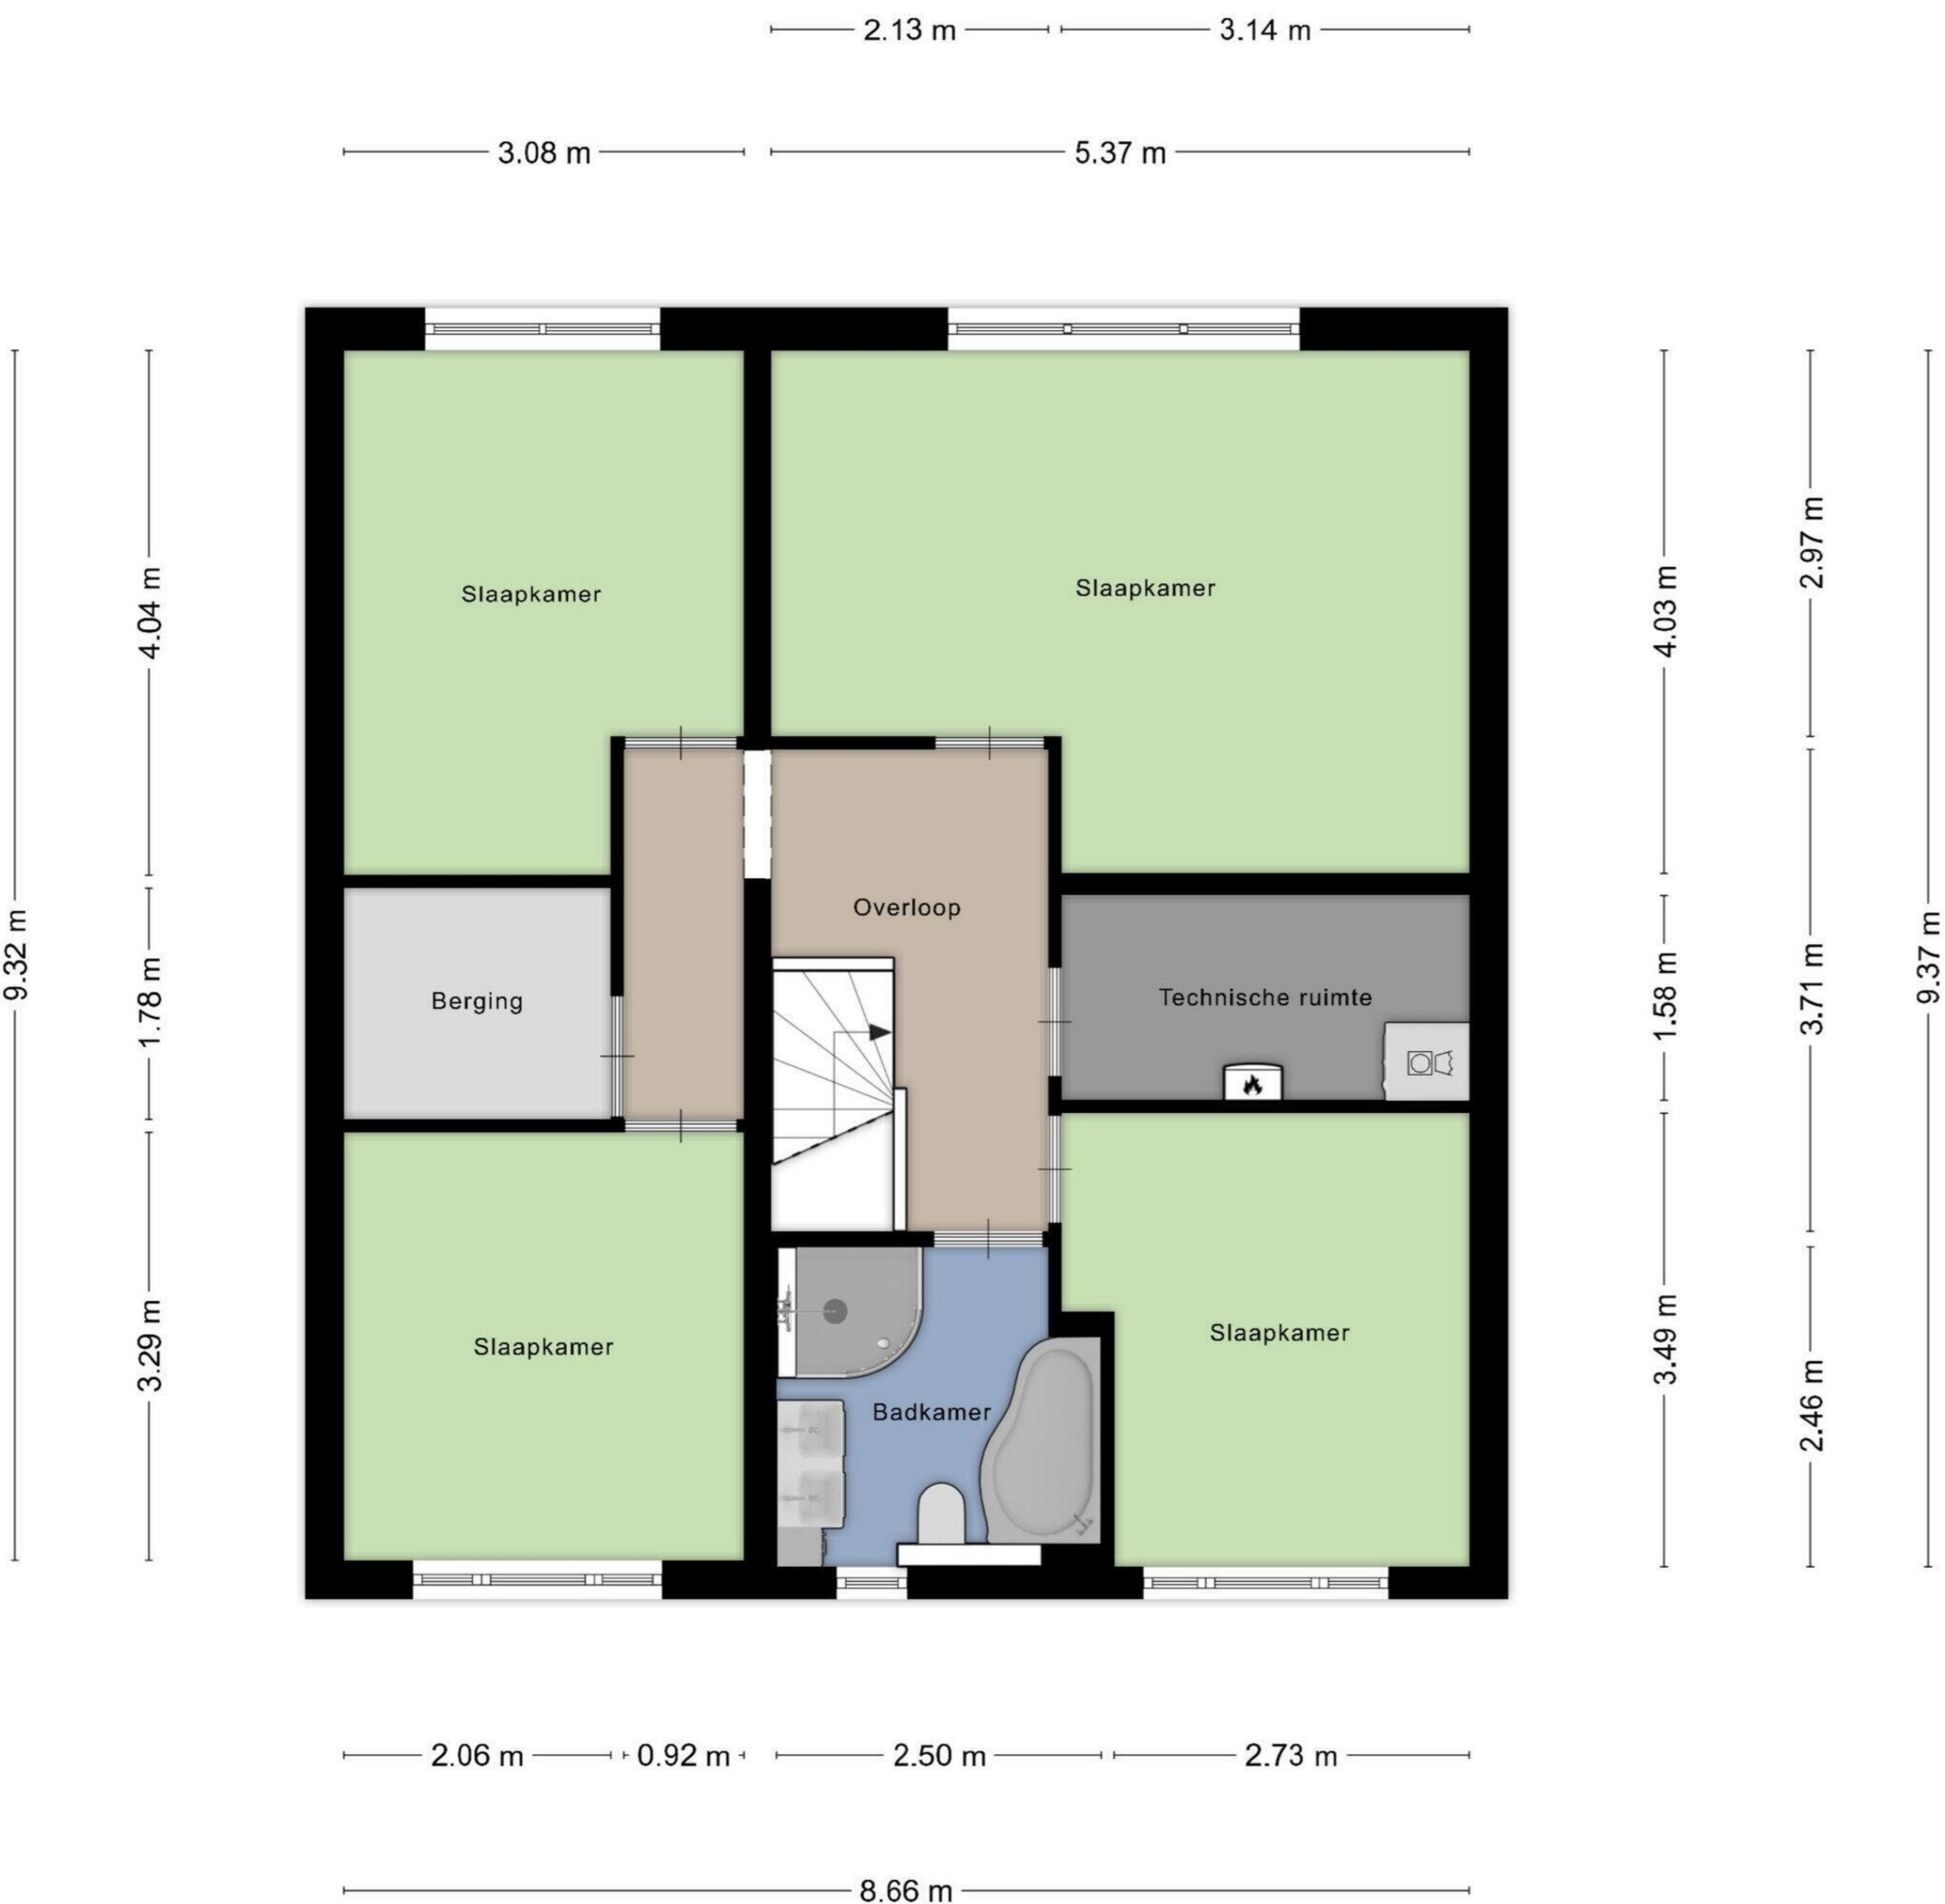 2.13 m
3.14 m
3.08 m
5.37 m
Slaapkamer
Slaapkamer
9.32 m
4.04 m
1.78 m
3.29 m
4.03 m
1.58 m
3.49 m
2.97 m
3.71 m
2.46 m
9.37 m
Overloop
Berging
Technische ruimte
Slaapkamer
Slaapkamer
Badkamer
2.06 m
0.92 m
2.50 m
2.73 m
8.66 m